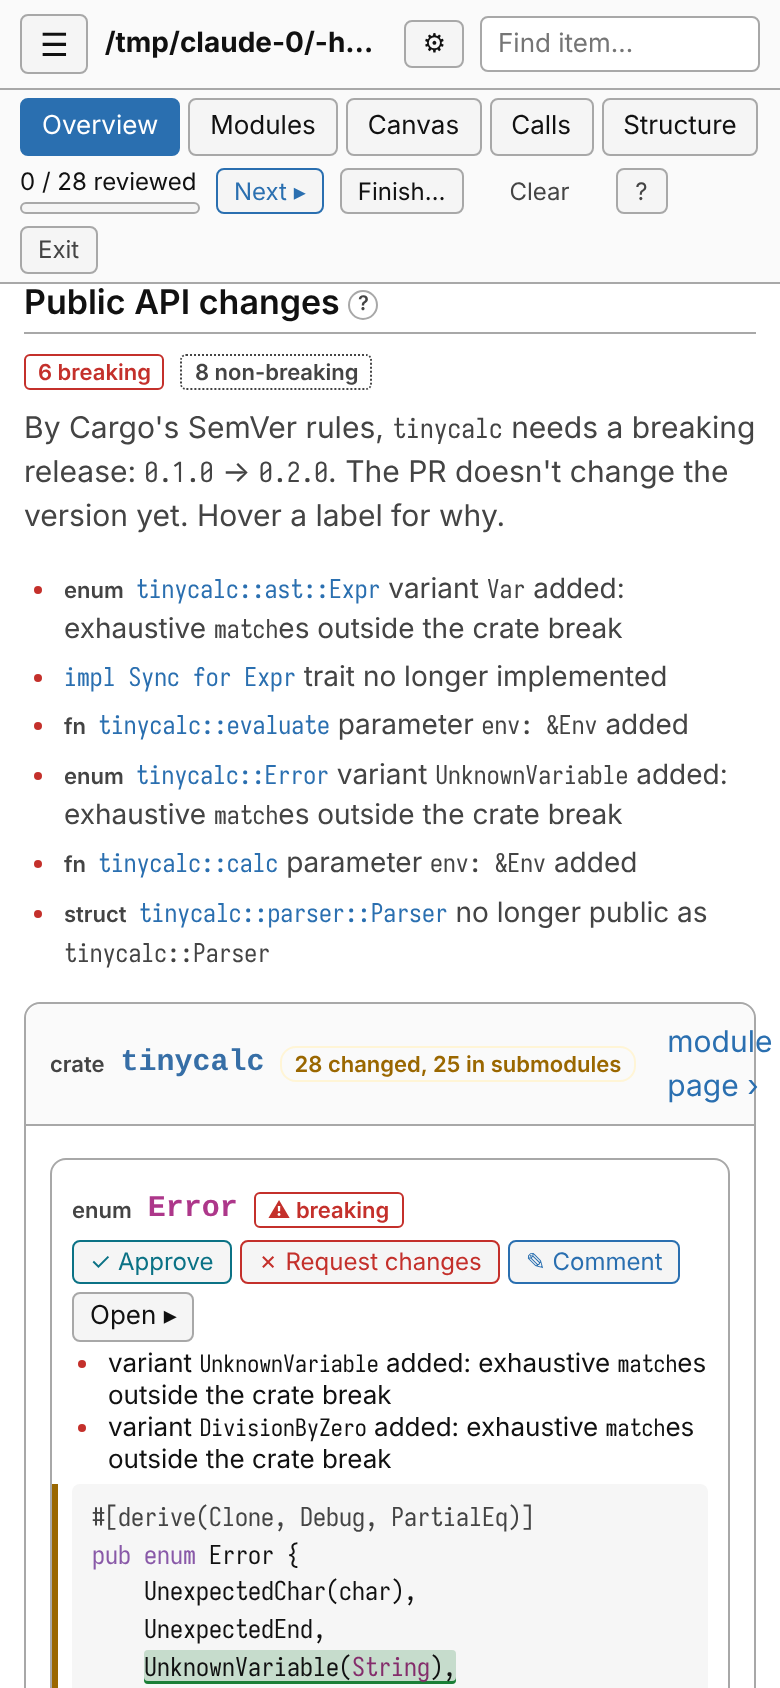 ☰ /tmp/claude-0/-h... ⚙ Find item...
Overview Modules Canvas Calls Structure
0 / 28 reviewed Next ▸ Finish... Clear ?
Exit
Public API changes ?
6 breaking 8 non-breaking
By Cargo's SemVer rules, tinycalc needs a breaking
release: 0.1.0 → 0.2.0. The PR doesn't change the
version yet. Hover a label for why.
• enum tinycalc::ast::Expr variant Var added:
exhaustive matches outside the crate break
• impl Sync for Expr trait no longer implemented
• fn tinycalc::evaluate parameter env: &Env added
• enum tinycalc::Error variant UnknownVariable added:
exhaustive matches outside the crate break
• fn tinycalc::calc parameter env: &Env added
• struct tinycalc::parser::Parser no longer public as
tinycalc::Parser
crate tinycalc 28 changed, 25 in submodules module
page ›
enum Error ⚠ breaking
✓ Approve ✕ Request changes ✎ Comment
Open ▸
• variant UnknownVariable added: exhaustive matches
outside the crate break
• variant DivisionByZero added: exhaustive matches
outside the crate break
#[derive(Clone, Debug, PartialEq)]
pub enum Error {
UnexpectedChar(char),
UnexpectedEnd,
UnknownVariable(String),